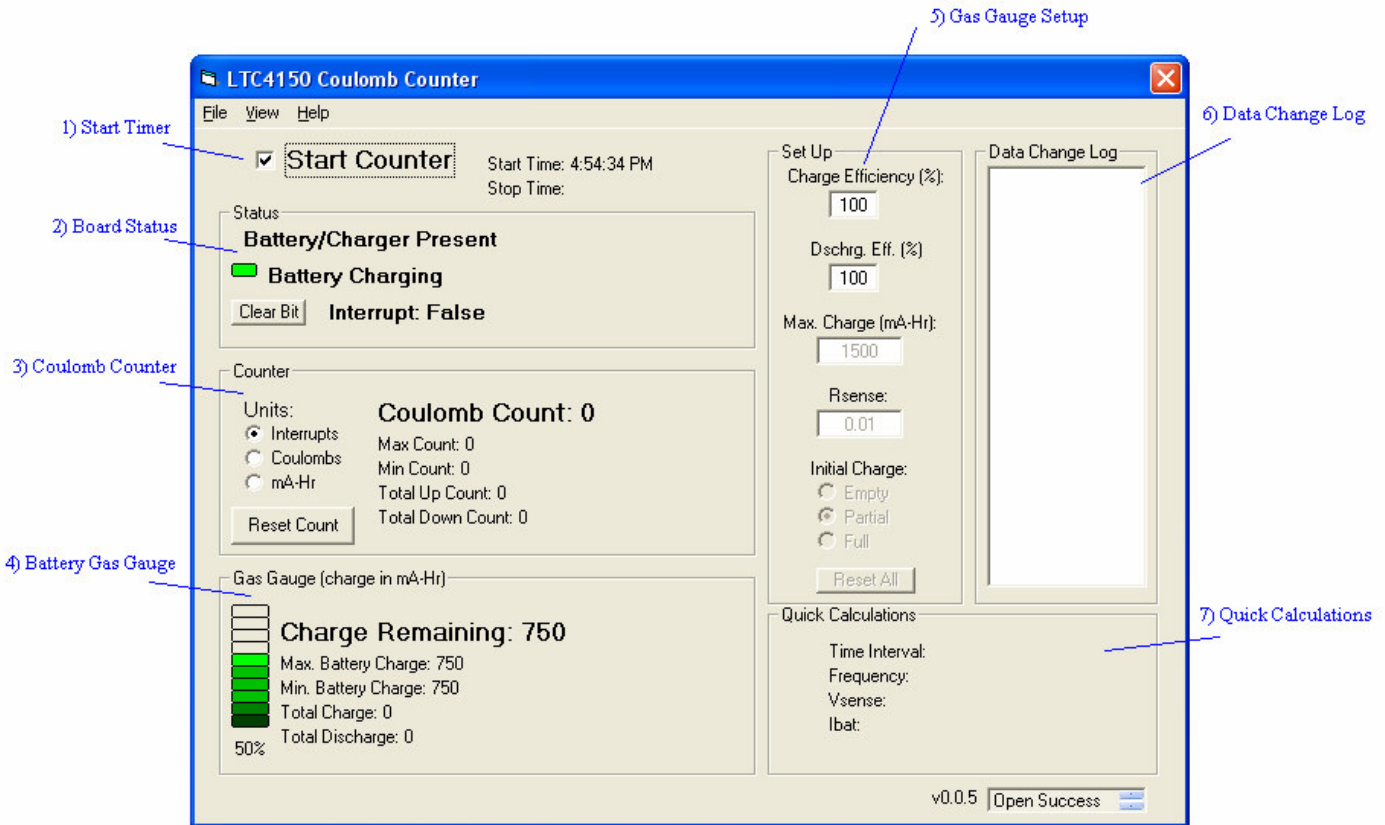 5) Gas Gauge Setup
LTC4150 Coulomb Counter
File View Help
1) Start Timer
6) Data Change Log
Start Counter
Start Time: 4:54:34 PM
Stop Time:
2) Board Status
Status
Battery/Charger Present
Battery Charging
Clear Bit
Interrupt: False
3) Coulomb Counter
Counter
Units:
Interrupts
Coulombs
mA-Hr
Reset Count
Coulomb Count: 0
Max Count: 0
Min Count: 0
Total Up Count: 0
Total Down Count: 0
4) Battery Gas Gauge
Gas Gauge (charge in mA-Hr)
50%
Charge Remaining: 750
Max. Battery Charge: 750
Min. Battery Charge: 750
Total Charge: 0
Total Discharge: 0
Set Up
Charge Efficiency (%):
100
Dschrg. Eff. (%)
100
Max. Charge (mA-Hr):
1500
Rsense:
0.01
Initial Charge:
Empty
Partial
Full
Reset All
Data Change Log
Quick Calculations
7) Quick Calculations
Time Interval:
Frequency:
Vsense:
Ibat:
v0.0.5
Open Success